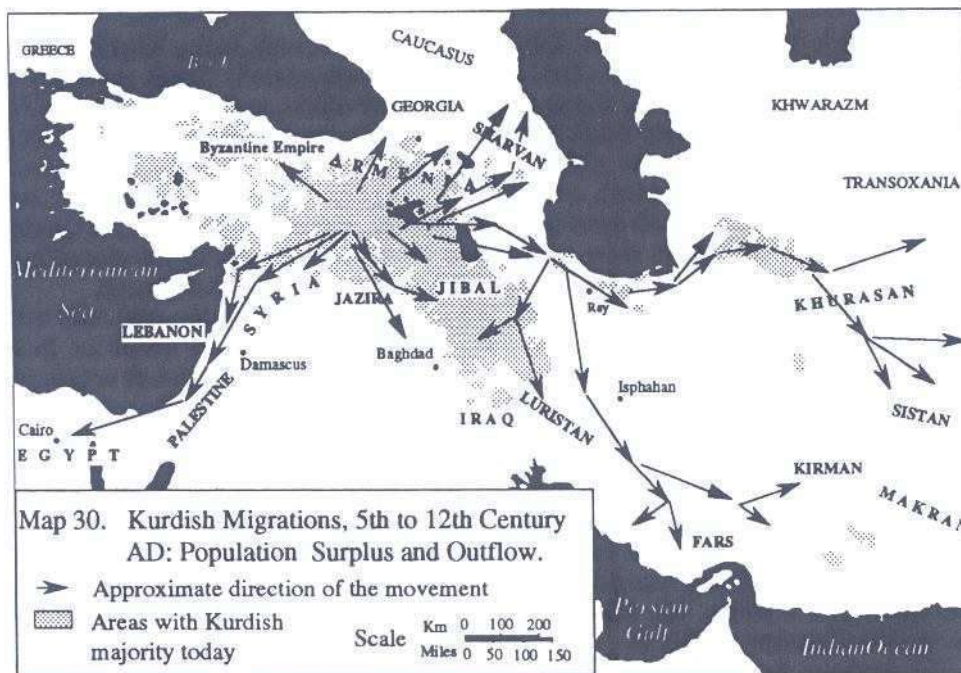 GREECE
CAUCASUS
GEORGIA
KHWARAZM
SHARVAN
Byzantine Empire
ARMENIA
TRANSOXANIA
Mediterranean
Sea
SYRIA
JAZIRA
JIBAL
Rey
KHURASAN
LEBANON
Damascus
Baghdad
Isphahan
PALESTINE
IRAQ
LURISTAN
SISTAN
Cairo
EGYPT
KIRMAN
MAKRAN
FARS
Persian
Gulf
Indian Ocean
Map 30. Kurdish Migrations, 5th to 12th Century
AD: Population Surplus and Outflow.
Approximate direction of the movement
Areas with Kurdish
majority today
Scale
Km 0 100 200
Miles 0 50 100 150